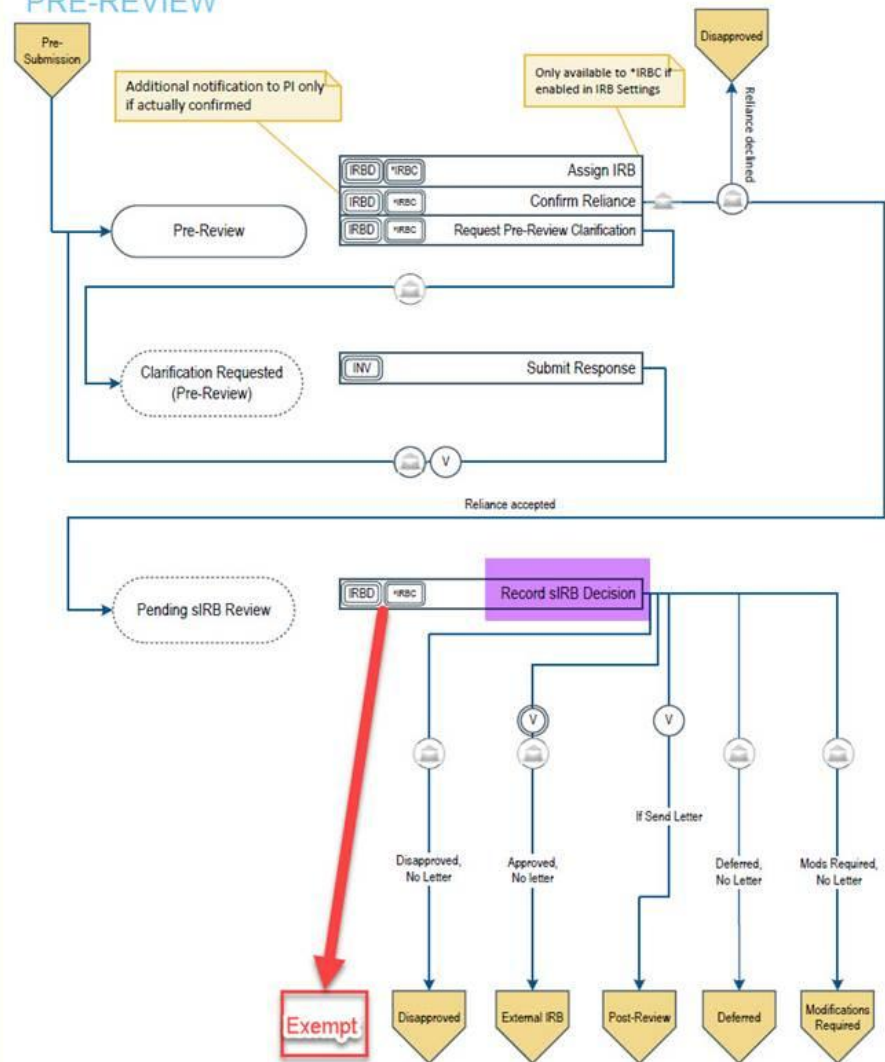 PRE-REVIEW
Pre-
Submission
Disapproved
Additional notification to PI only
if actually confirmed
Only available to *IRBC if
enabled in IRB Settings
Reliance declined
IRBD *IRBC Assign IRB
IRBD *IRBC Confirm Reliance
IRBD *IRBC Request Pre-Review Clarification
Pre-Review
Clarification Requested
(Pre-Review)
INV Submit Response
V
Reliance accepted
Pending sIRB Review
IRBD *IRBC Record sIRB Decision
V
V
If Send Letter
Disapproved,
No Letter
Approved,
No letter
Deferred,
No Letter
Mods Required,
No Letter
Exempt
Disapproved
External IRB
Post-Review
Deferred
Modifications
Required